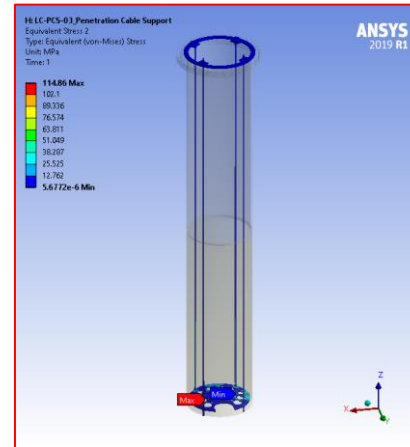 H: LC-PCS-03_Penetration Cable Support
Equivalent Stress 2
Type: Equivalent (von-Mises) Stress
Unit: MPa
Time: 1
114.86 Max
102.1
89.336
76.574
63.811
51.049
38.287
25.525
12.762
5.6772e-6 Min
ANSYS
2019 R1
Max
Min
Z
X
Y